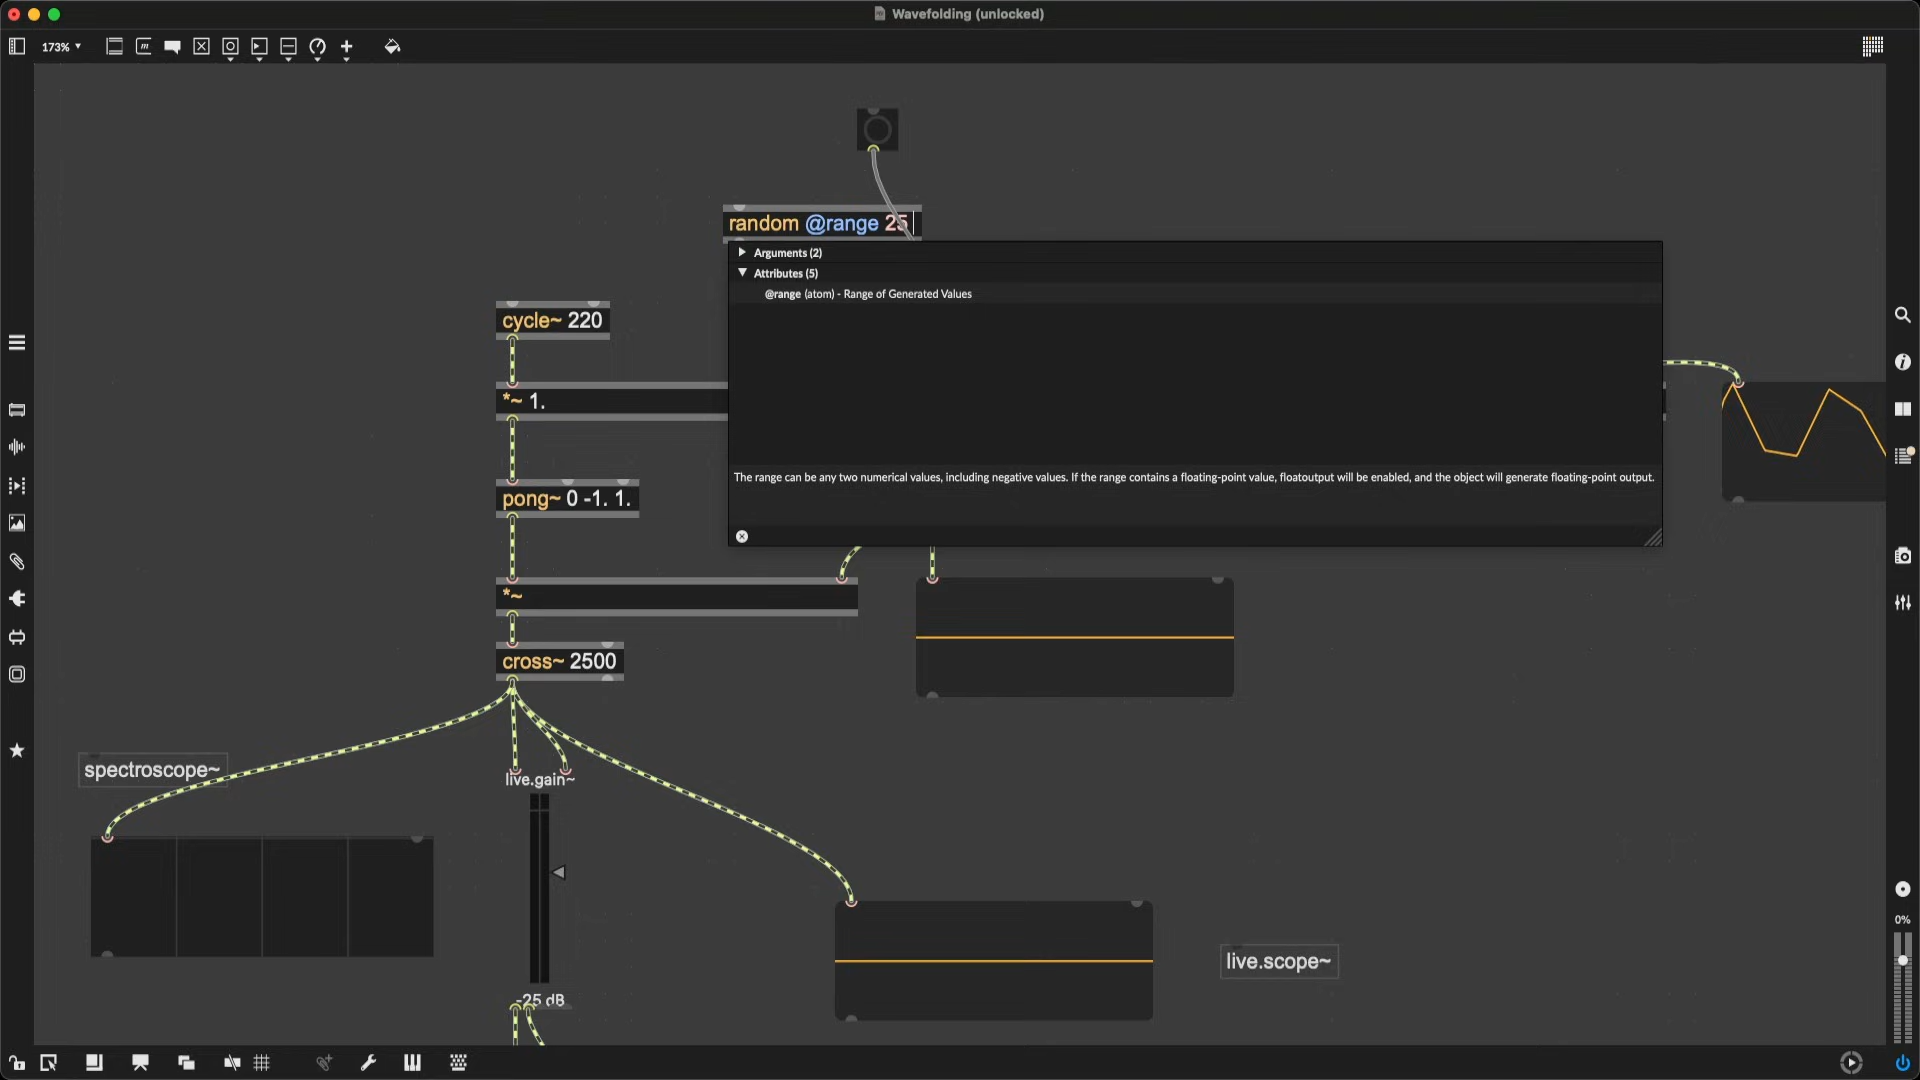 Wavefolding (unlocked)
173%
random @range 25
Arguments (2)
Attributes (5)
@range (atom) - Range of Generated Values
cycle~ 220
*~ 1.
The range can be any two numerical values, including negative values. If the range contains a floating-point value, floatoutput will be enabled, and the object will generate floating-point output.
pong~ 0 -1. 1.
*~
cross~ 2500
spectroscope~
live.gain~
0%
live.scope~
-25 dB